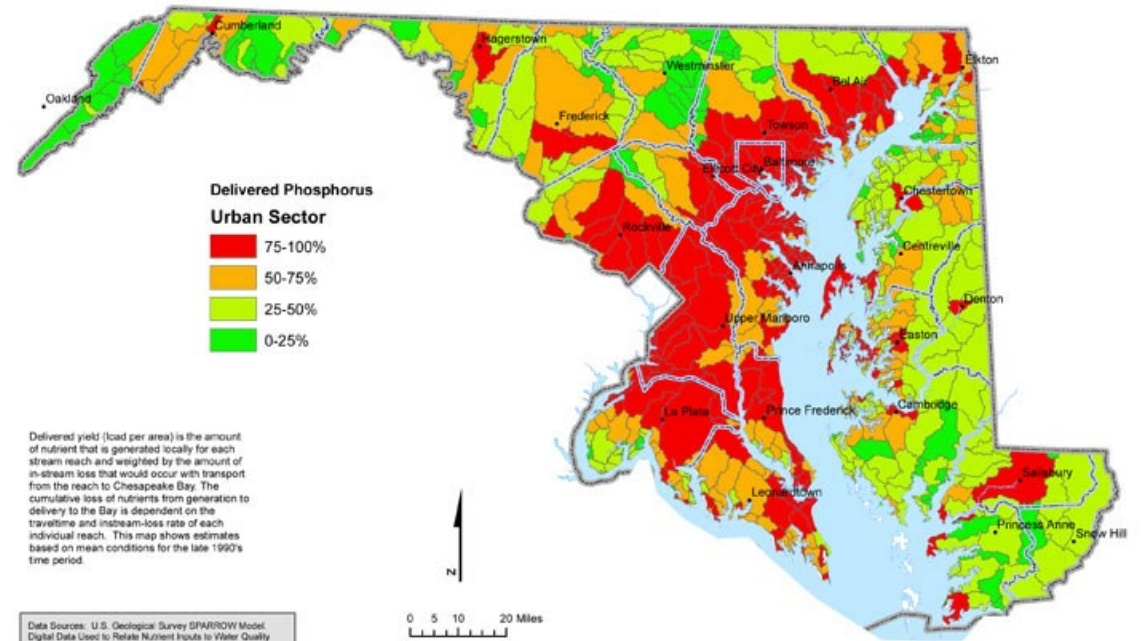 Cumberland
Oakland
Hagerstown
Westminster
Bel Air
Elkton
Frederick
Towson
Baltimore
Ellicott City
Chestertown
Rockville
Centreville
Annapolis
Denton
Upper Marlboro
Easton
La Plata
Prince Frederick
Cambridge
Leonardtown
Salisbury
Princess Anne
Snow Hill
Delivered Phosphorus
Urban Sector
75-100%
50-75%
25-50%
0-25%
Delivered yield (load per area) is the amount
of nutrient that is generated locally for each
stream reach and weighted by the amount of
in-stream loss that would occur with transport
from the reach to Chesapeake Bay. The
cumulative loss of nutrients from generation to
delivery to the Bay is dependent on the
traveltime and instream-loss rate of each
individual reach. This map shows estimates
based on mean conditions for the late 1990's
time period.
N
0 5 10 20 Miles
Data Sources: U.S. Geological Survey SPARROW Model.
Digital Data Used to Relate Nutrient Inputs to Water Quality